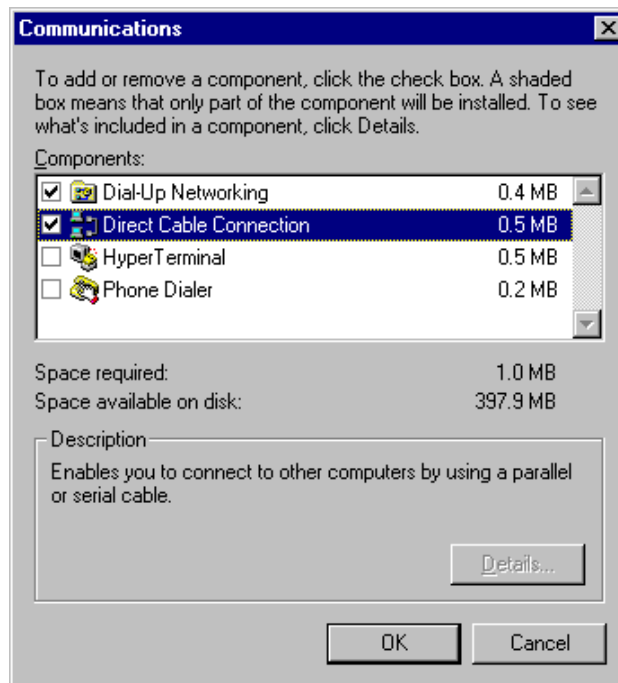 Communications
To add or remove a component, click the check box. A shaded
box means that only part of the component will be installed. To see
what's included in a component, click Details.
Components:
Dial-Up Networking 0.4 MB
Direct Cable Connection 0.5 MB
HyperTerminal 0.5 MB
Phone Dialer 0.2 MB
Space required: 1.0 MB
Space available on disk: 397.9 MB
Description
Enables you to connect to other computers by using a parallel
or serial cable.
Details...
OK Cancel